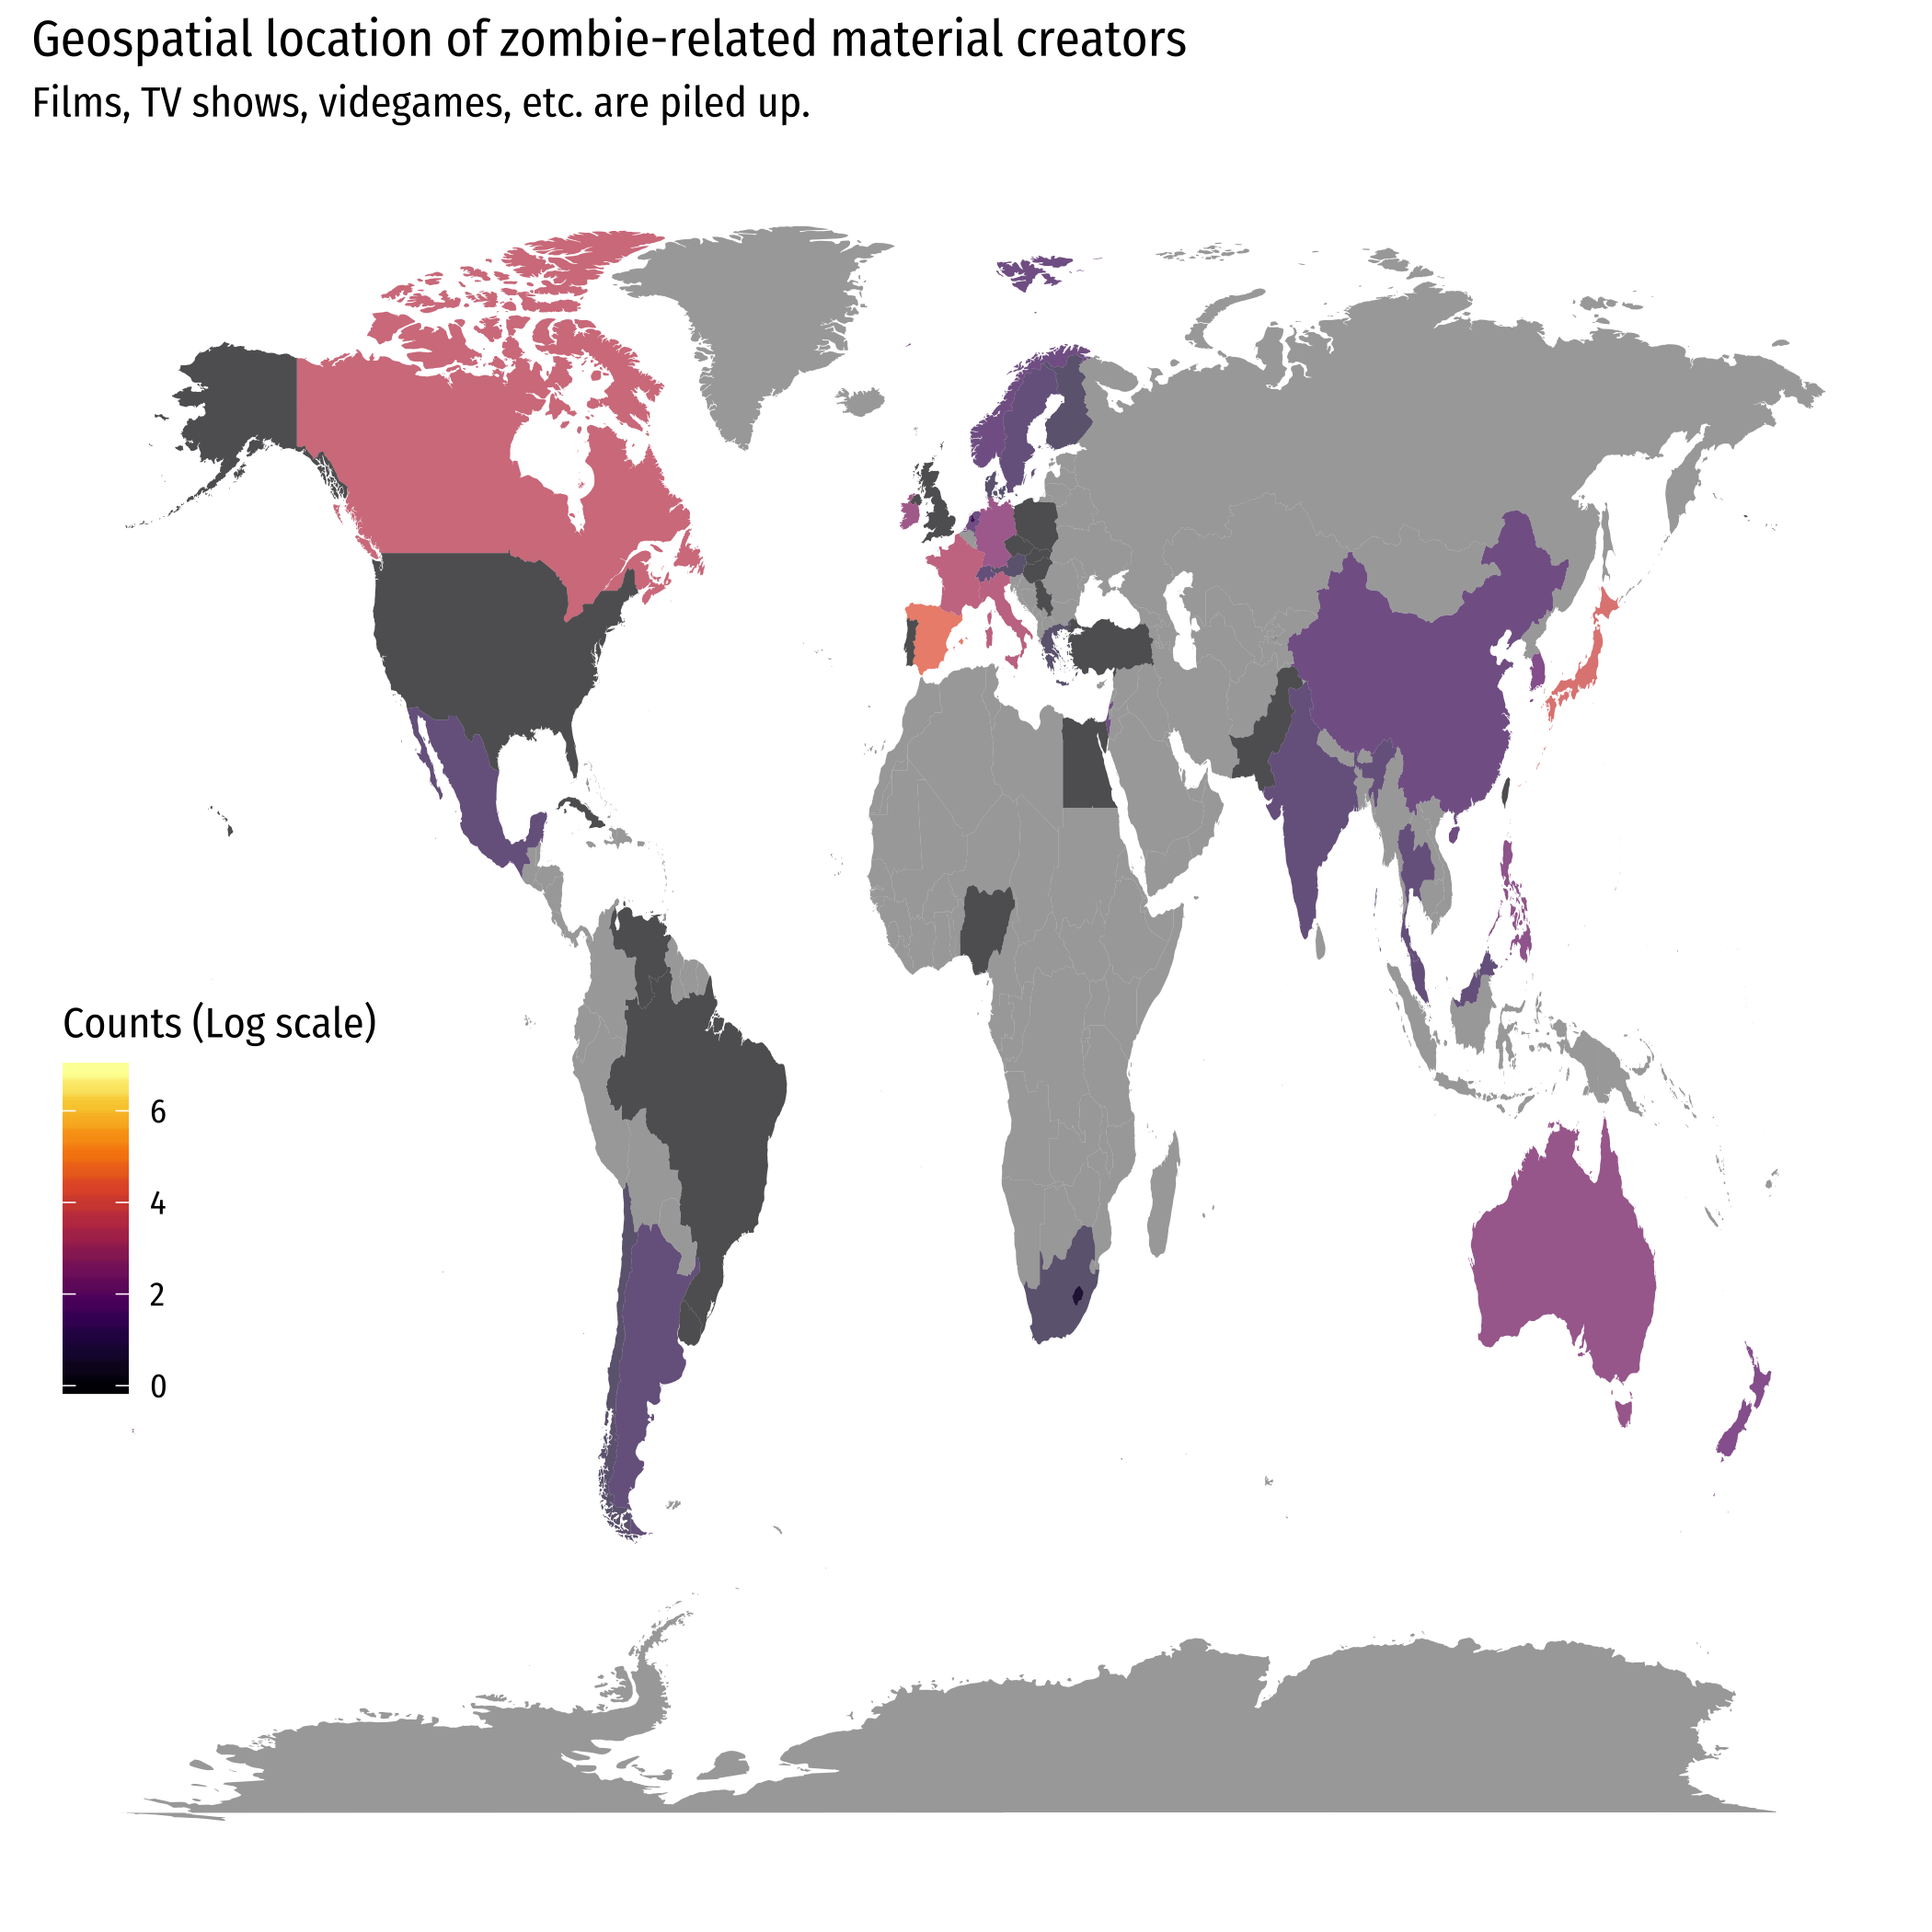 Geospatial location of zombie-related material creators
Films, TV shows, videgames, etc. are piled up.
Counts (Log scale)
6
4
2
0